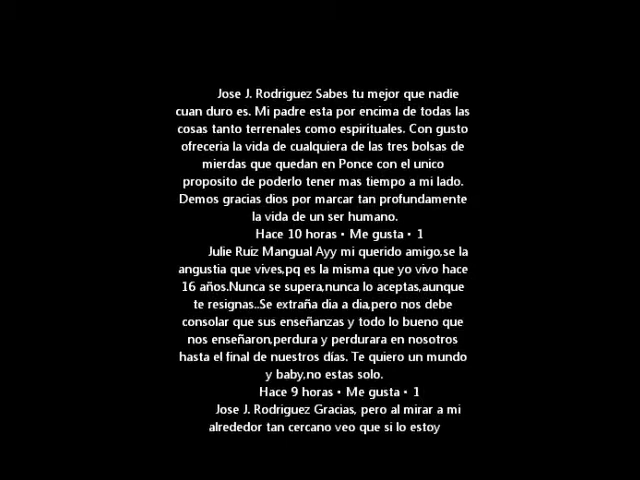 Jose J. Rodriguez Sabes tu mejor que nadie
cuan duro es. Mi padre esta por encima de todas las
cosas tanto terrenales como espirituales. Con gusto
ofreceria la vida de cualquiera de las tres bolsas de
mierdas que quedan en Ponce con el unico
proposito de poderlo tener mas tiempo a mi lado.
Demos gracias dios por marcar tan profundamente
la vida de un ser humano.
Hace 10 horas • Me gusta • 1
Julie Ruiz Mangual Ayy mi querido amigo,se la
angustia que vives,pq es la misma que yo vivo hace
16 años.Nunca se supera,nunca lo aceptas,aunque
te resignas..Se extraña dia a dia,pero nos debe
consolar que sus enseñanzas y todo lo bueno que
nos enseñaron,perdura y perdurara en nosotros
hasta el final de nuestros días. Te quiero un mundo
y baby,no estas solo.
Hace 9 horas • Me gusta • 1
Jose J. Rodriguez Gracias, pero al mirar a mi
alrededor tan cercano veo que si lo estoy